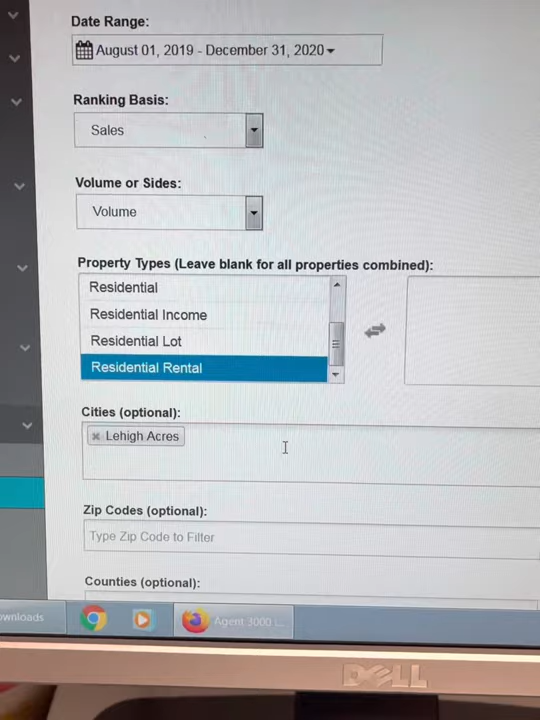 Date Range:
August 01, 2019 - December 31, 2020
Ranking Basis:
Sales
Volume or Sides:
Volume
Property Types (Leave blank for all properties combined):
Residential
Residential Income
Residential Lot
Residential Rental
Cities (optional):
Lehigh Acres
Zip Codes (optional):
Type Zip Code to Filter
Counties (optional):
ownloads
Agent 3000 ...
DELL